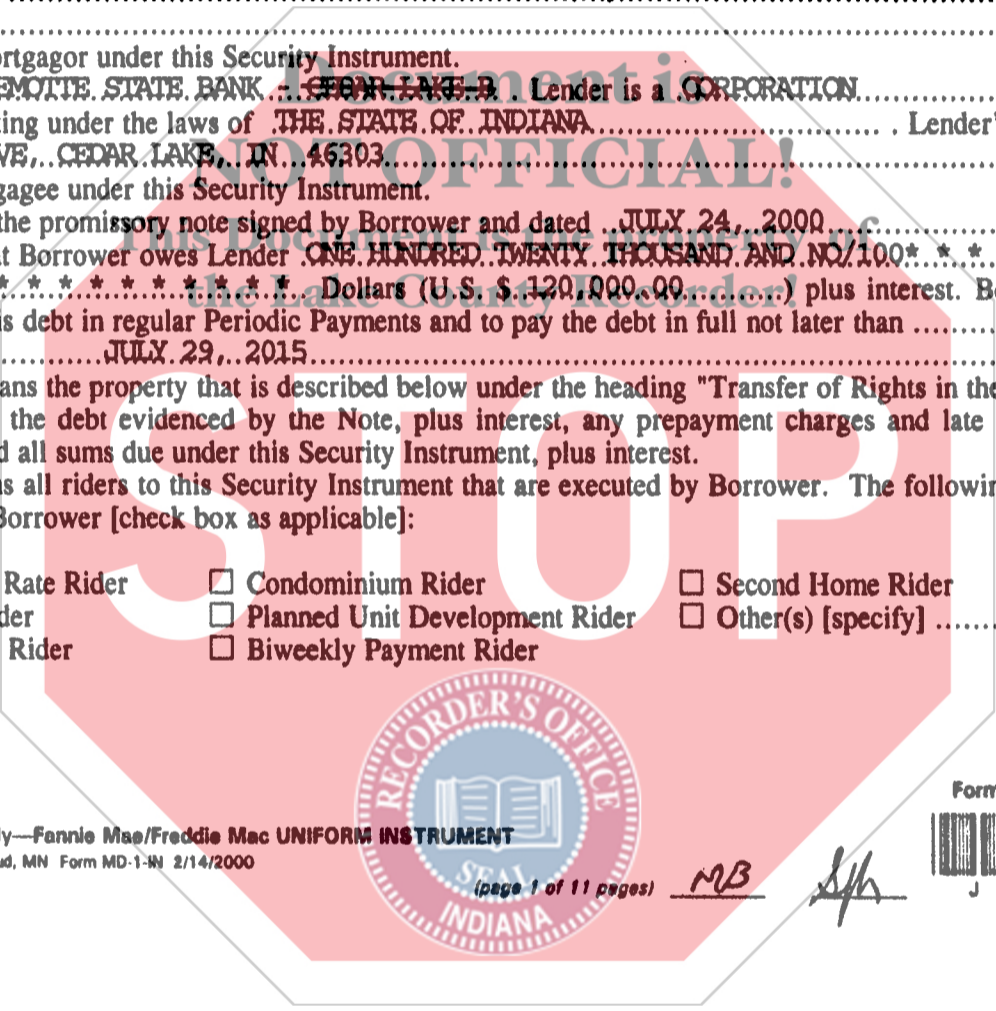 ortgagor under this Security Instrument.
EMOTTE STATE BANK - CEDAR LAKE B . Lender is a CORPORATION
ing under the laws of THE STATE OF INDIANA . Lender'
VE, CEDAR LAKE, IN 46303
gagee under this Security Instrument.
the promissory note signed by Borrower and dated JULY 24, 2000
t Borrower owes Lender ONE HUNDRED TWENTY THOUSAND AND NO/100* * * *
* * * * * * * * * * Dollars (U.S. $ 120,000.00 ) plus interest. B
s debt in regular Periodic Payments and to pay the debt in full not later than
JULY 29, 2015
ans the property that is described below under the heading "Transfer of Rights in the
the debt evidenced by the Note, plus interest, any prepayment charges and late
d all sums due under this Security Instrument, plus interest.
s all riders to this Security Instrument that are executed by Borrower. The followin
Borrower [check box as applicable]:
Rate Rider ☐ Condominium Rider ☐ Second Home Rider
der ☐ Planned Unit Development Rider ☐ Other(s) [specify]
Rider ☐ Biweekly Payment Rider
Form
y—Fannie Mae/Freddie Mac UNIFORM INSTRUMENT
ud, MN Form MD-1-IN 2/14/2000
(page 1 of 11 pages) MB
J
Document is
NOT OFFICIAL!
This Document is the property of
the Lake County Recorder!
STOP
RECORDER'S OFFICE
SEAL
INDIANA